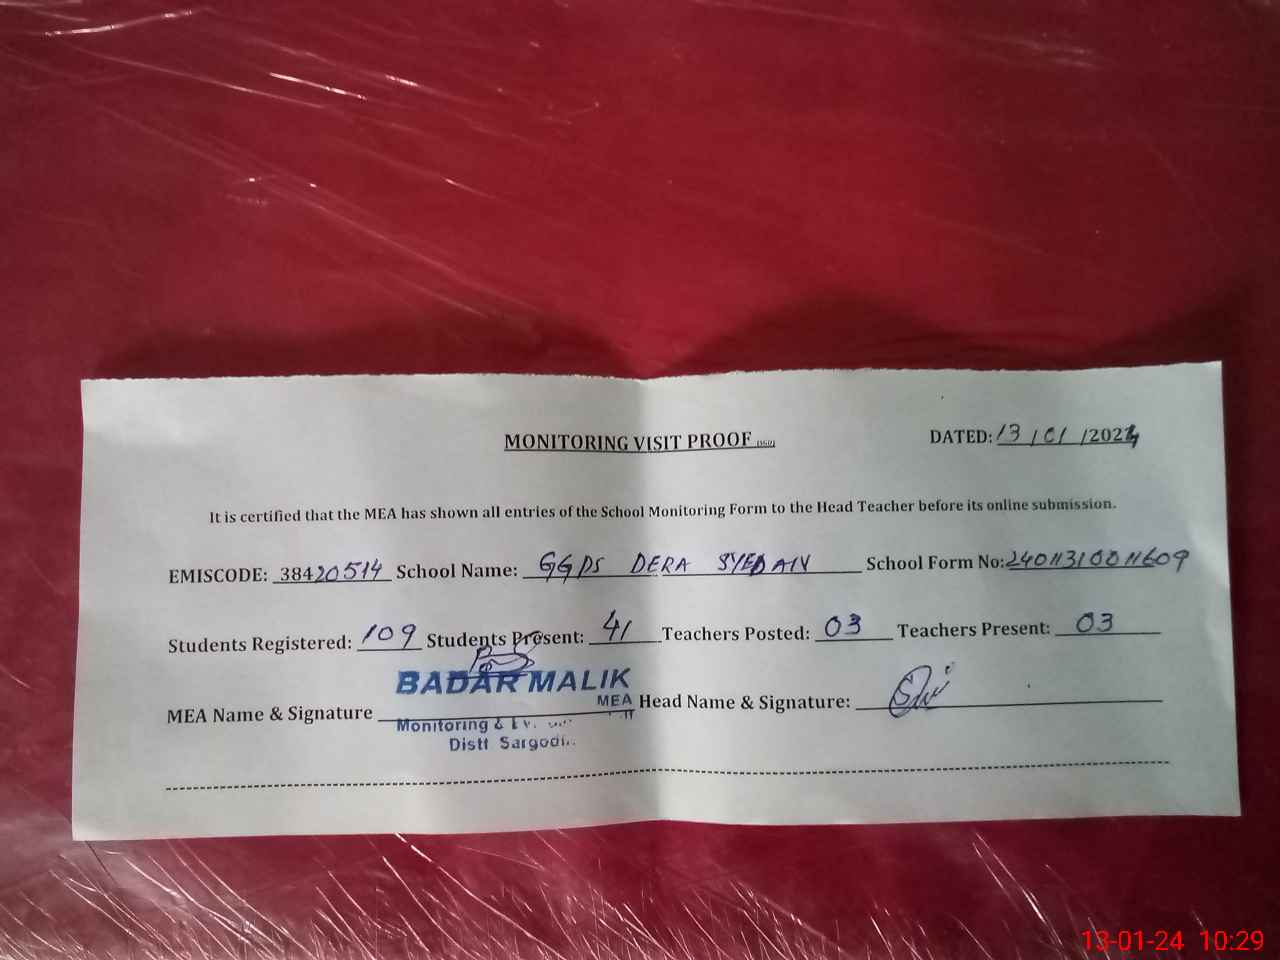 MONITORING VISIT PROOF
DATED: 13/01/2024
It is certified that the MEA has shown all entries of the School Monitoring Form to the Head Teacher before its online submission.
EMISCODE: 38420514 School Name: GGPS DERA SYEDAIN School Form No: 24011310011609
Students Registered: 109 Students Present: 41 Teachers Posted: 03 Teachers Present: 03
BADAR MALIK
MEA Name & Signature MEA Head Name & Signature:
Monitoring &
Distt Sargodh
13-01-24 10:29